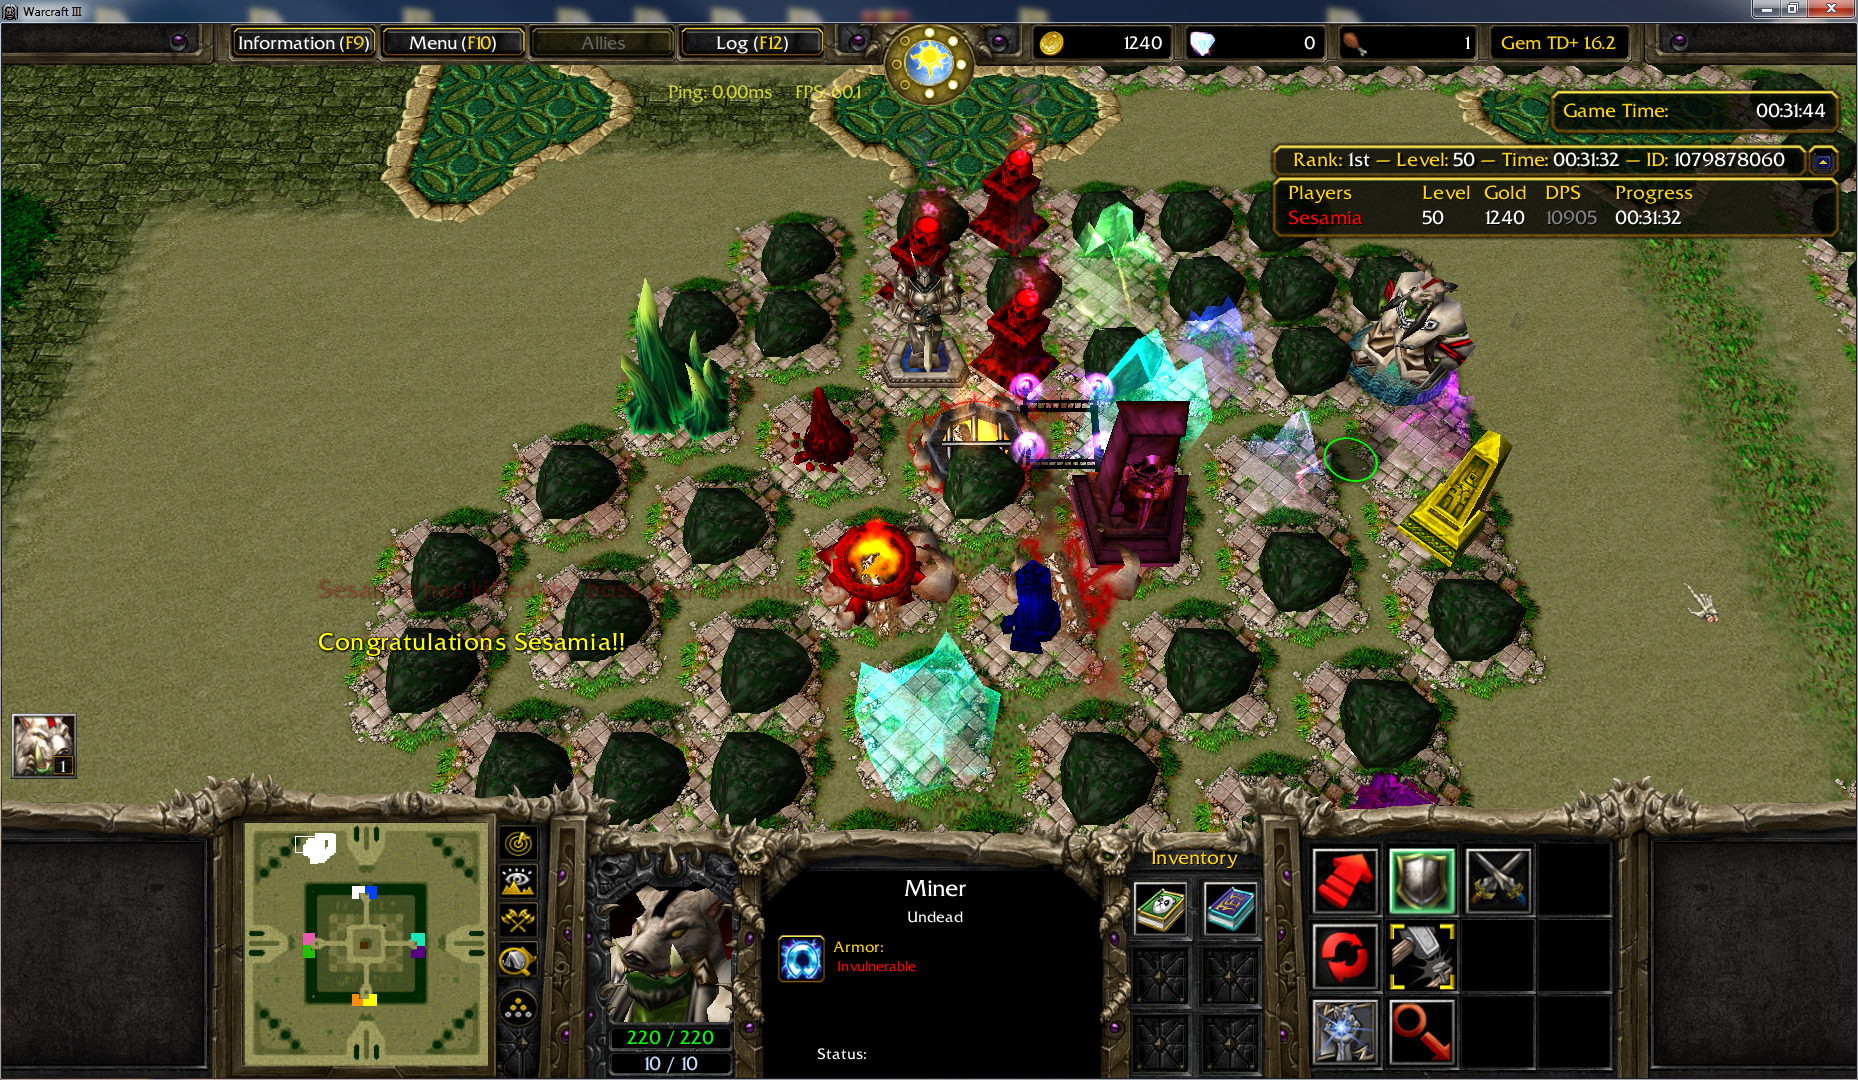 Warcraft III
Information (F9)
Menu (F10)
Allies
Log (F12)
1240
0
1
Gem TD+ 1.6.2
Ping: 0.00ms FPS: 60.1
Game Time: 00:31:44
Rank: 1st – Level: 50 – Time: 00:31:32 – ID: 1079878060
Players Level Gold DPS Progress
Sesamia 50 1240 10905 00:31:32
Congratulations Sesamia!!
1
Inventory
Miner
Undead
Armor:
Invulnerable
220 / 220
10 / 10
Status: